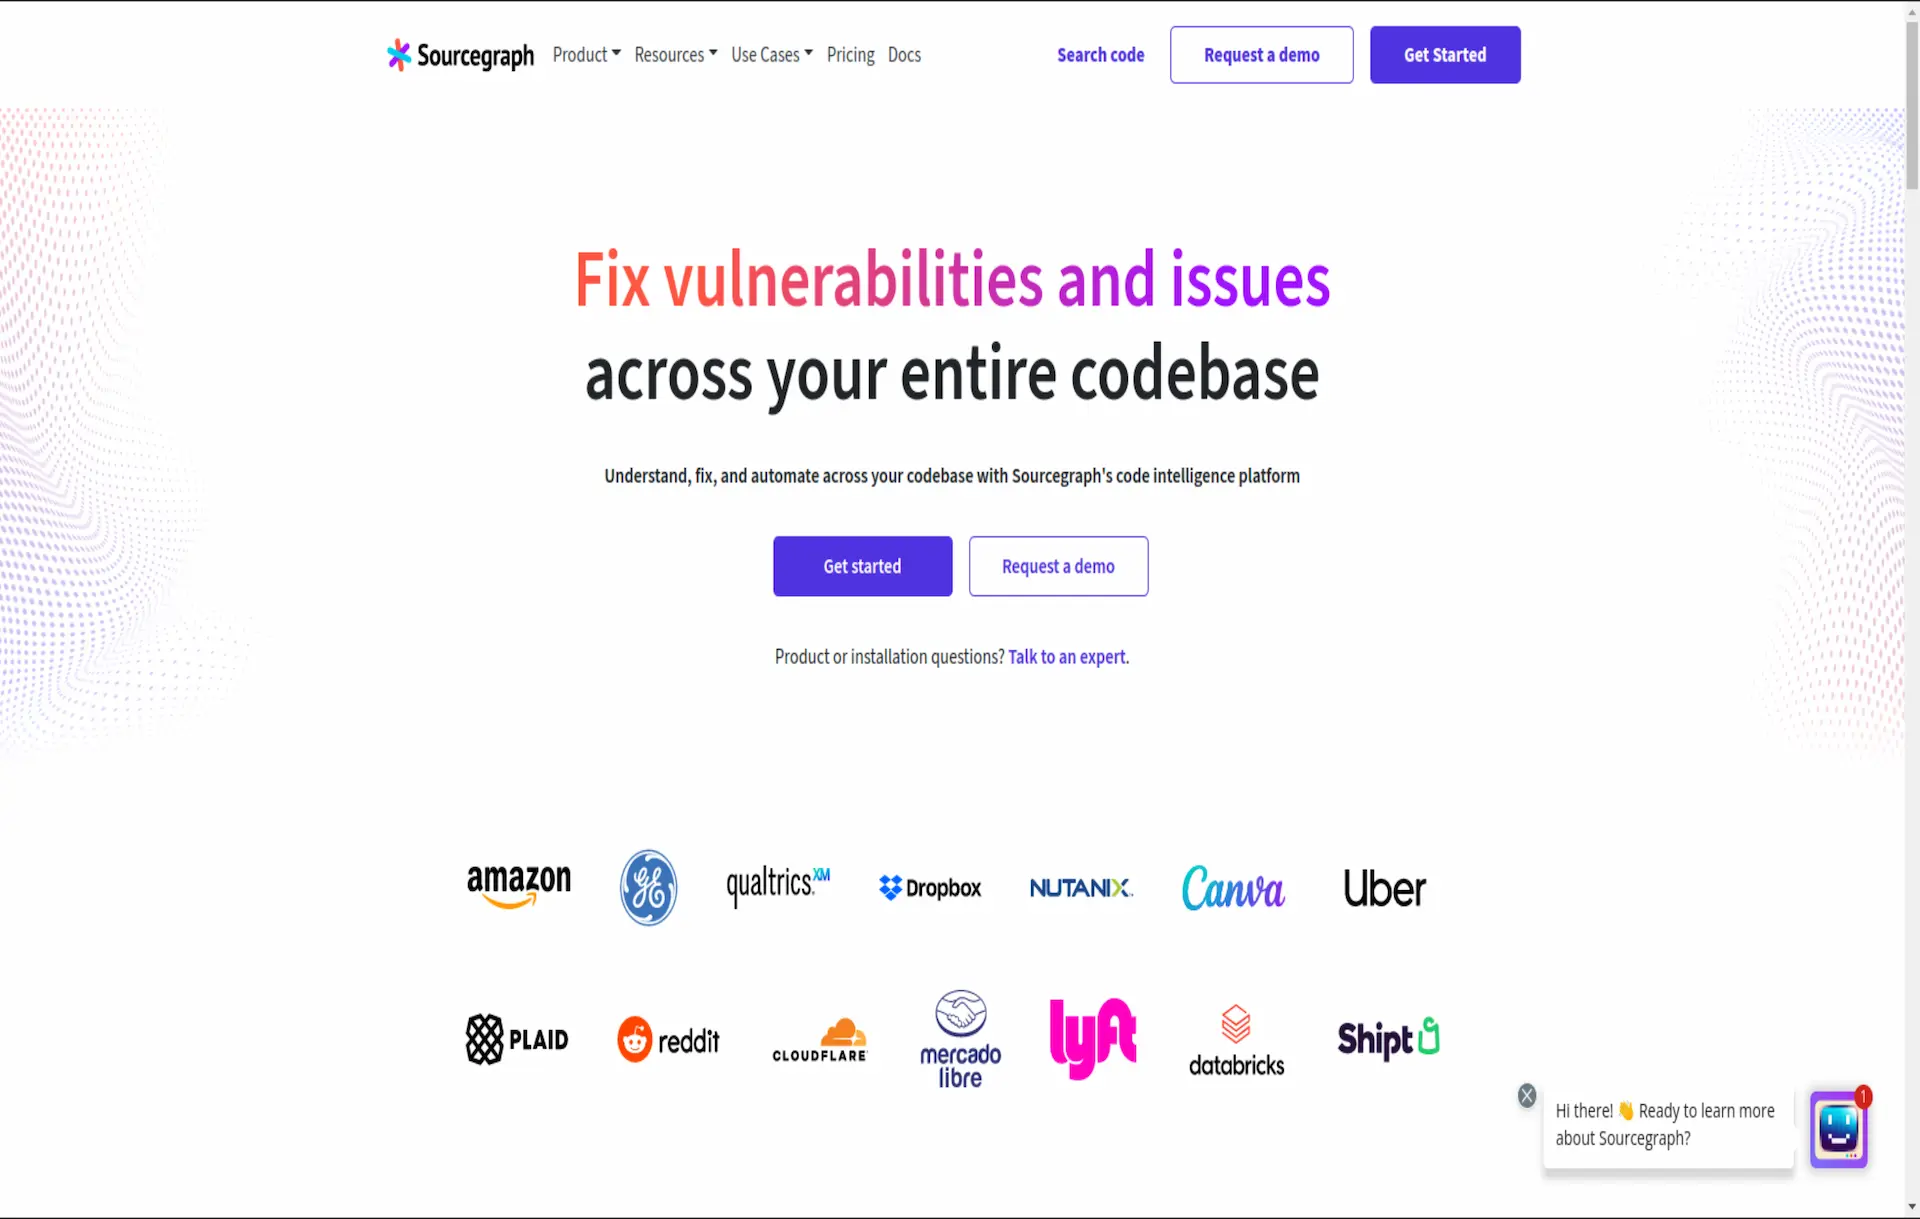 Sourcegraph Product Resources Use Cases Pricing Docs Search code Request a demo Get Started
Fix vulnerabilities and issues
across your entire codebase
Understand, fix, and automate across your codebase with Sourcegraph's code intelligence platform
Get started Request a demo
Product or installation questions? Talk to an expert.
amazon GE qualtrics.XM Dropbox NUTANIX. Canva Uber
PLAID reddit CLOUDFLARE mercado libre lyft databricks Shipt
1
Hi there! 👋 Ready to learn more
about Sourcegraph?